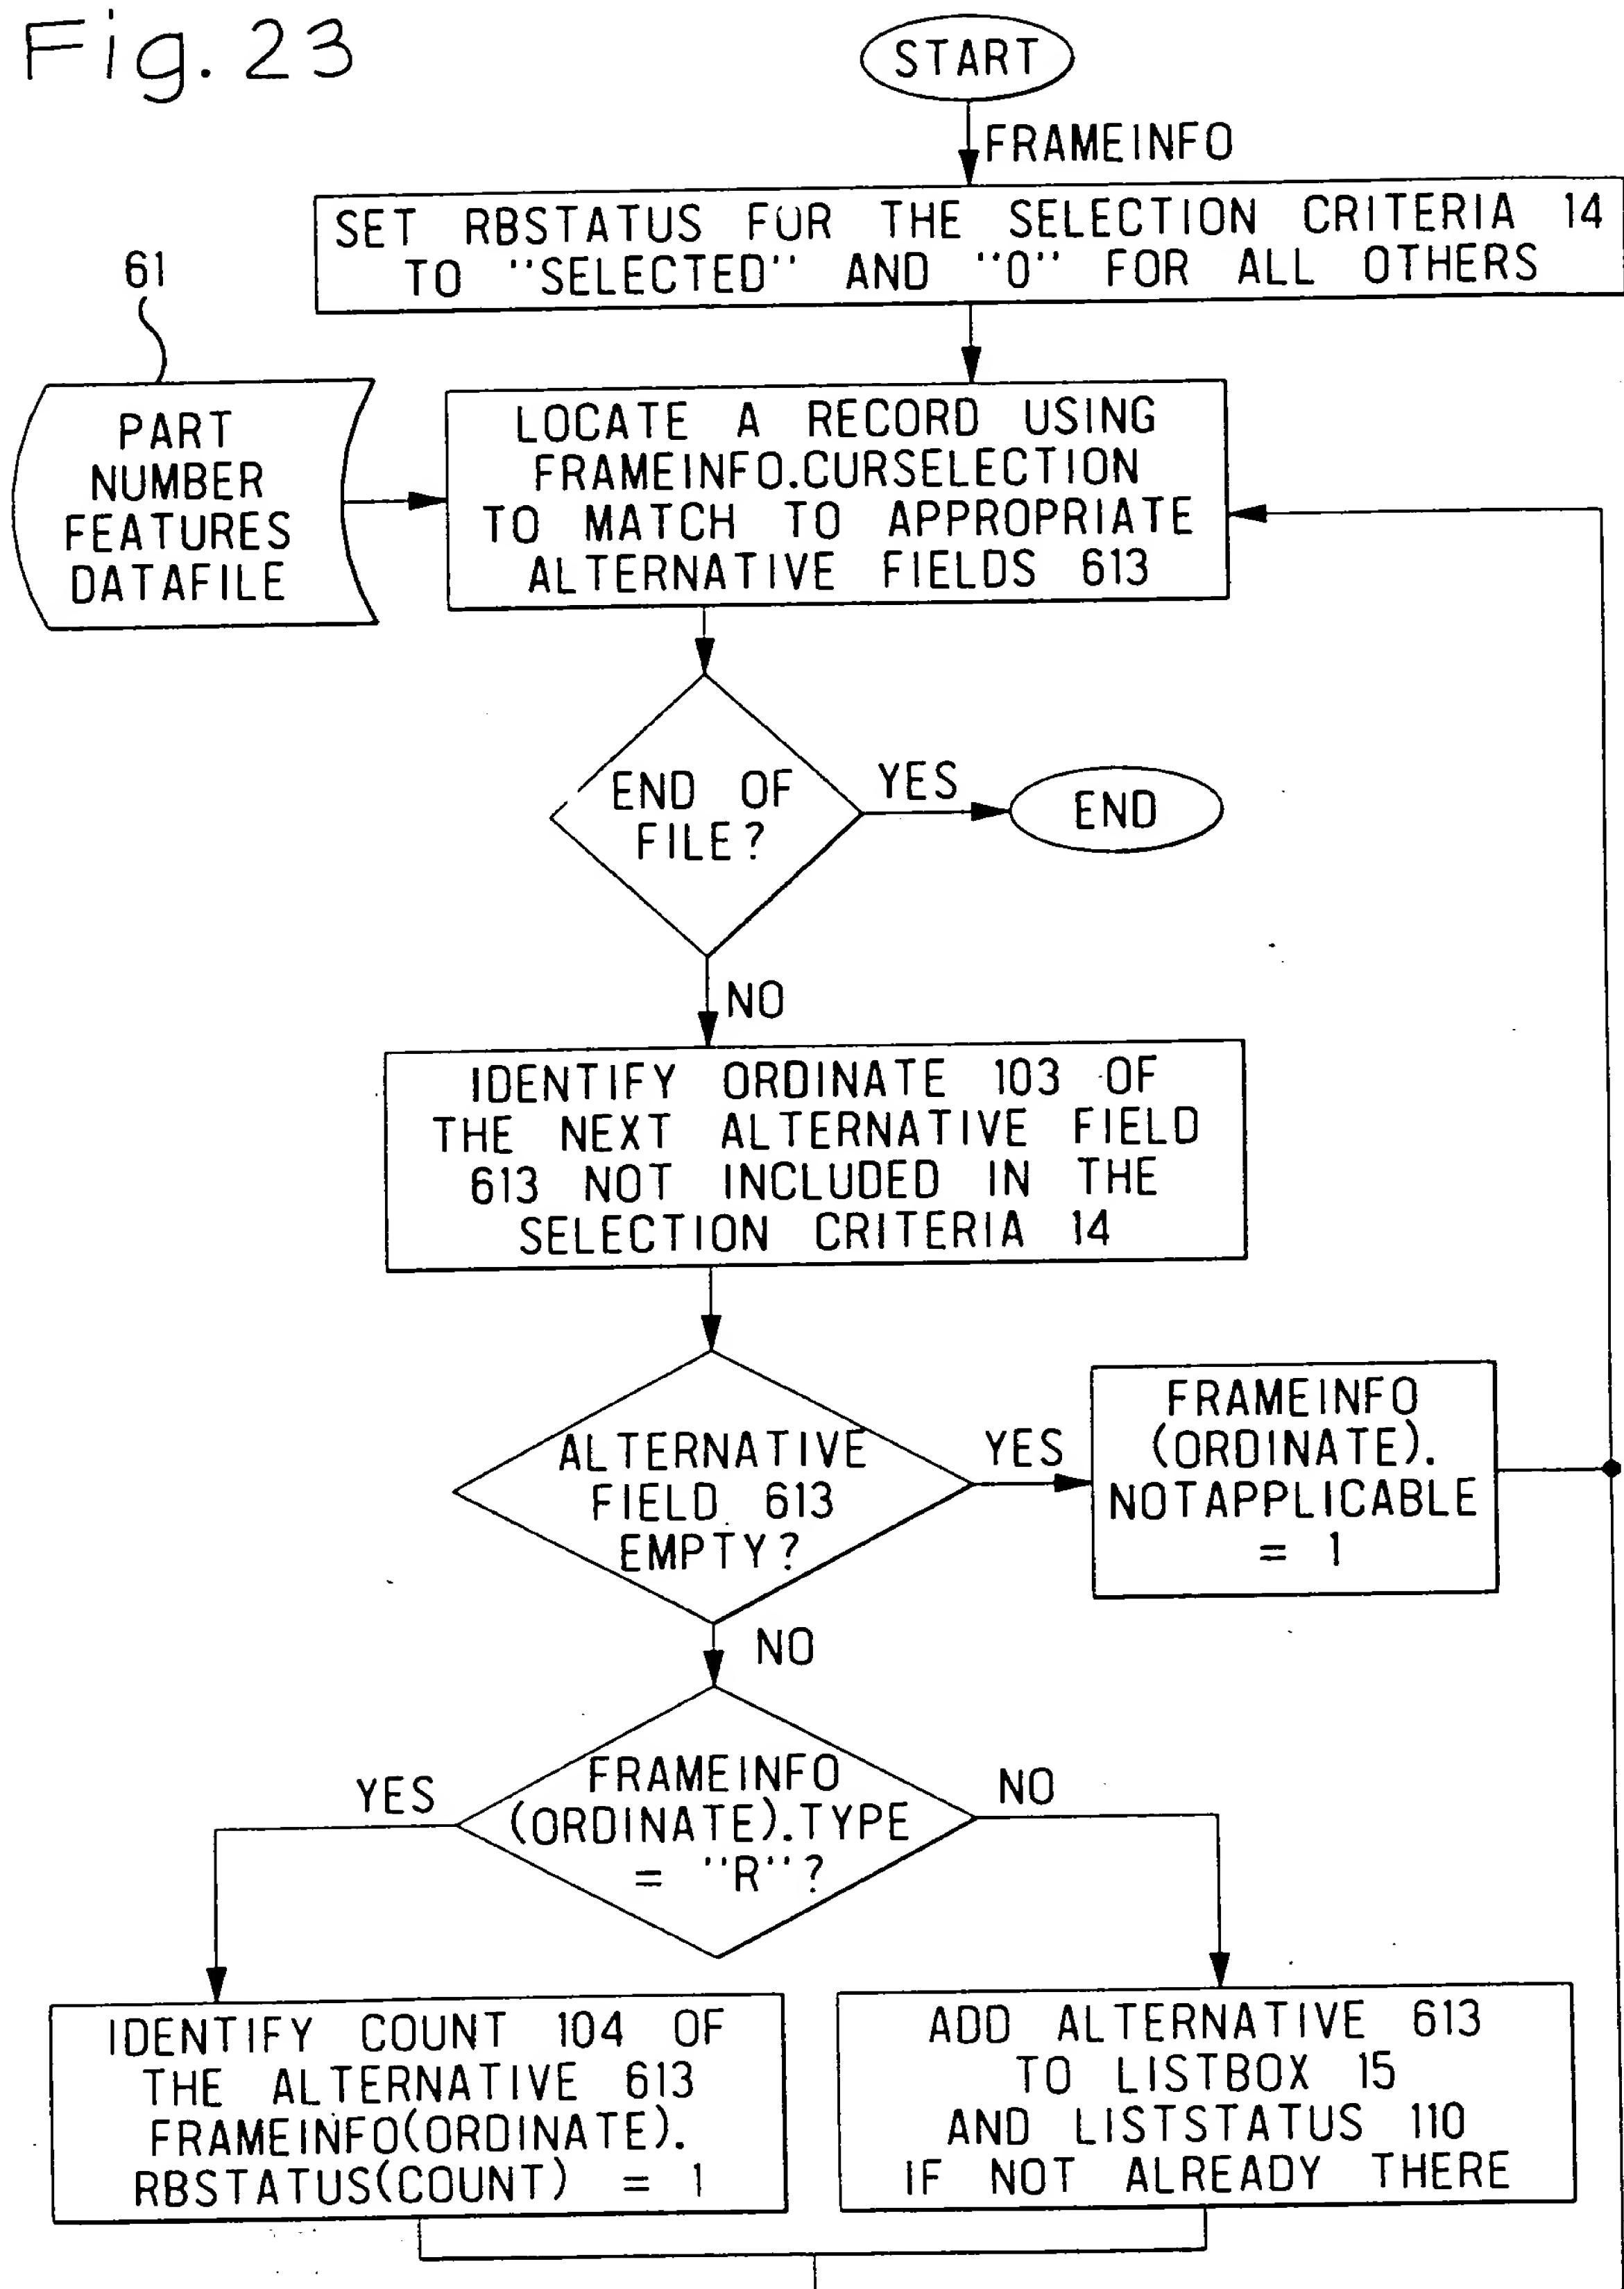 Fig. 23
START
FRAMEINFO
SET RBSTATUS FOR THE SELECTION CRITERIA 14
TO "SELECTED" AND "0" FOR ALL OTHERS
61
PART
NUMBER
FEATURES
DATAFILE
LOCATE A RECORD USING
FRAMEINFO.CURSELECTION
TO MATCH TO APPROPRIATE
ALTERNATIVE FIELDS 613
END OF
FILE?
YES
END
NO
IDENTIFY ORDINATE 103 OF
THE NEXT ALTERNATIVE FIELD
613 NOT INCLUDED IN THE
SELECTION CRITERIA 14
ALTERNATIVE
FIELD 613
EMPTY?
YES
FRAMEINFO
(ORDINATE).
NOTAPPLICABLE
= 1
NO
FRAMEINFO
(ORDINATE).TYPE
= "R"?
YES
NO
IDENTIFY COUNT 104 OF
THE ALTERNATIVE 613
FRAMEINFO(ORDINATE).
RBSTATUS(COUNT) = 1
ADD ALTERNATIVE 613
TO LISTBOX 15
AND LISTSTATUS 110
IF NOT ALREADY THERE